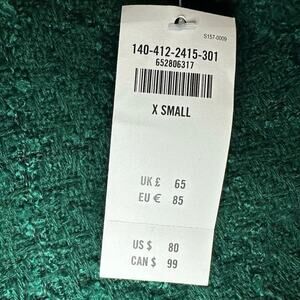 S157-0009
140-412-2415-301
652806317
X SMALL
UK £ 65
EU € 85
US $ 80
CAN $ 99